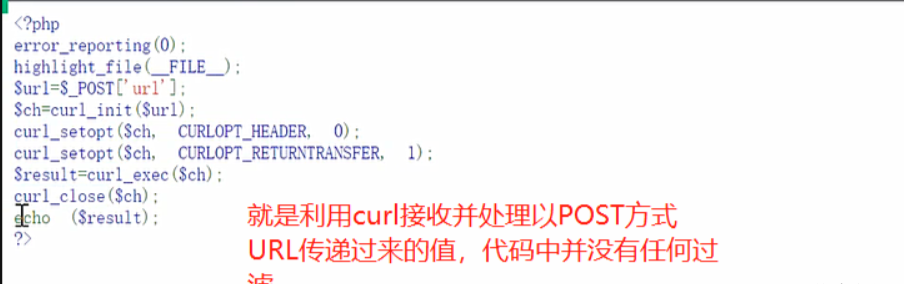 <?php
error_reporting(0);
highlight_file(__FILE__);
$url=$_POST['url'];
$ch=curl_init($url);
curl_setopt($ch, CURLOPT_HEADER, 0);
curl_setopt($ch, CURLOPT_RETURNTRANSFER, 1);
$result=curl_exec($ch);
curl_close($ch);
echo ($result);
?>
就是利用curl接收并处理以POST方式
URL传递过来的值，代码中并没有任何过
滤